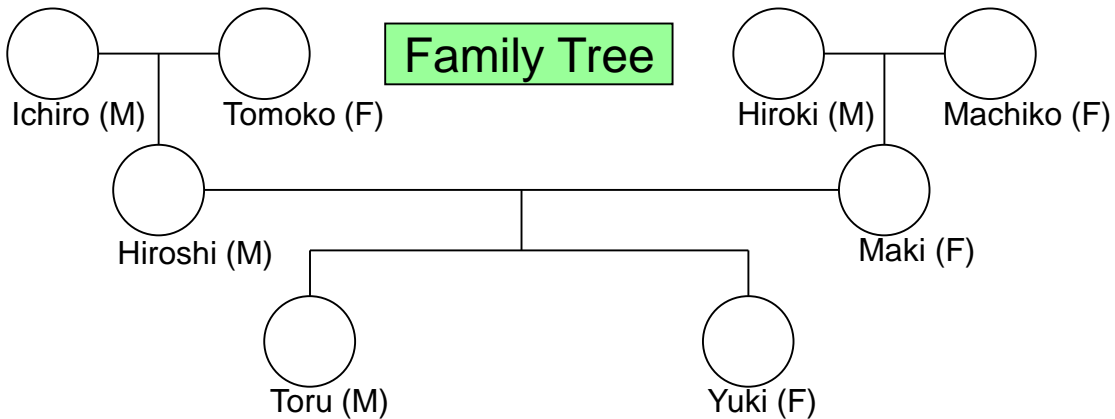 Family Tree
Ichiro (M)
Tomoko (F)
Hiroki (M)
Machiko (F)
Hiroshi (M)
Maki (F)
Toru (M)
Yuki (F)